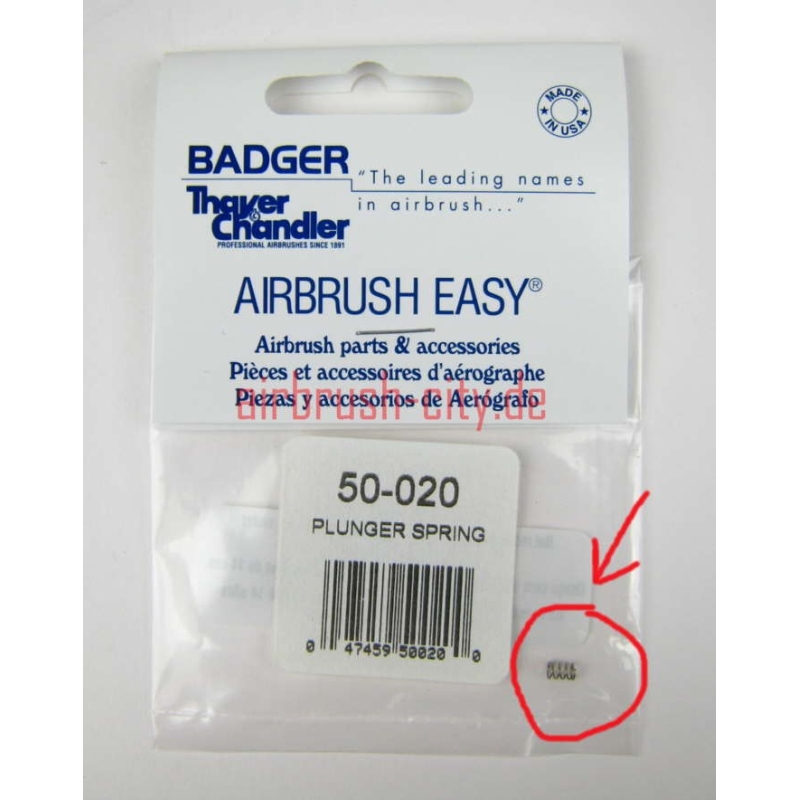 MADE
IN USA
BADGER
"The leading names
in airbrush..."
Thayer
&
Chandler
PROFESSIONAL AIRBRUSHES SINCE 1891
AIRBRUSH EASY®
Airbrush parts & accessories
Pièces et accessoires d'aérographe
Piezas y accesorios de Aerógrafo
airbrush-city.de
50-020
PLUNGER SPRING
0 47459 50020 0